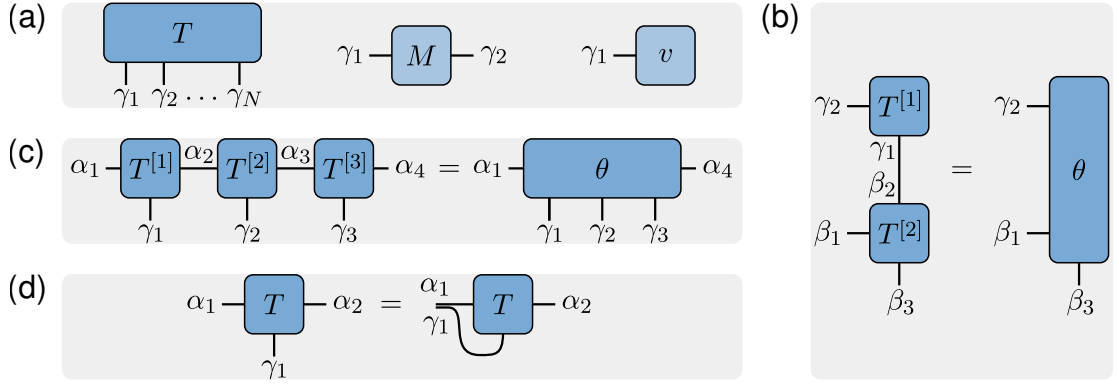 (a)
T
γ₁ γ₂ ⋯ γ_N
γ₁ M γ₂
γ₁ v
(b)
γ₂ T^[1]
γ₁
β₂
β₁ T^[2]
β₃
=
γ₂
θ
β₁
β₃
(c)
α₁ T^[1] α₂ T^[2] α₃ T^[3] α₄ = α₁ θ α₄
γ₁ γ₂ γ₃ γ₁ γ₂ γ₃
(d)
α₁ T α₂ = α₁ T α₂
γ₁ γ₁